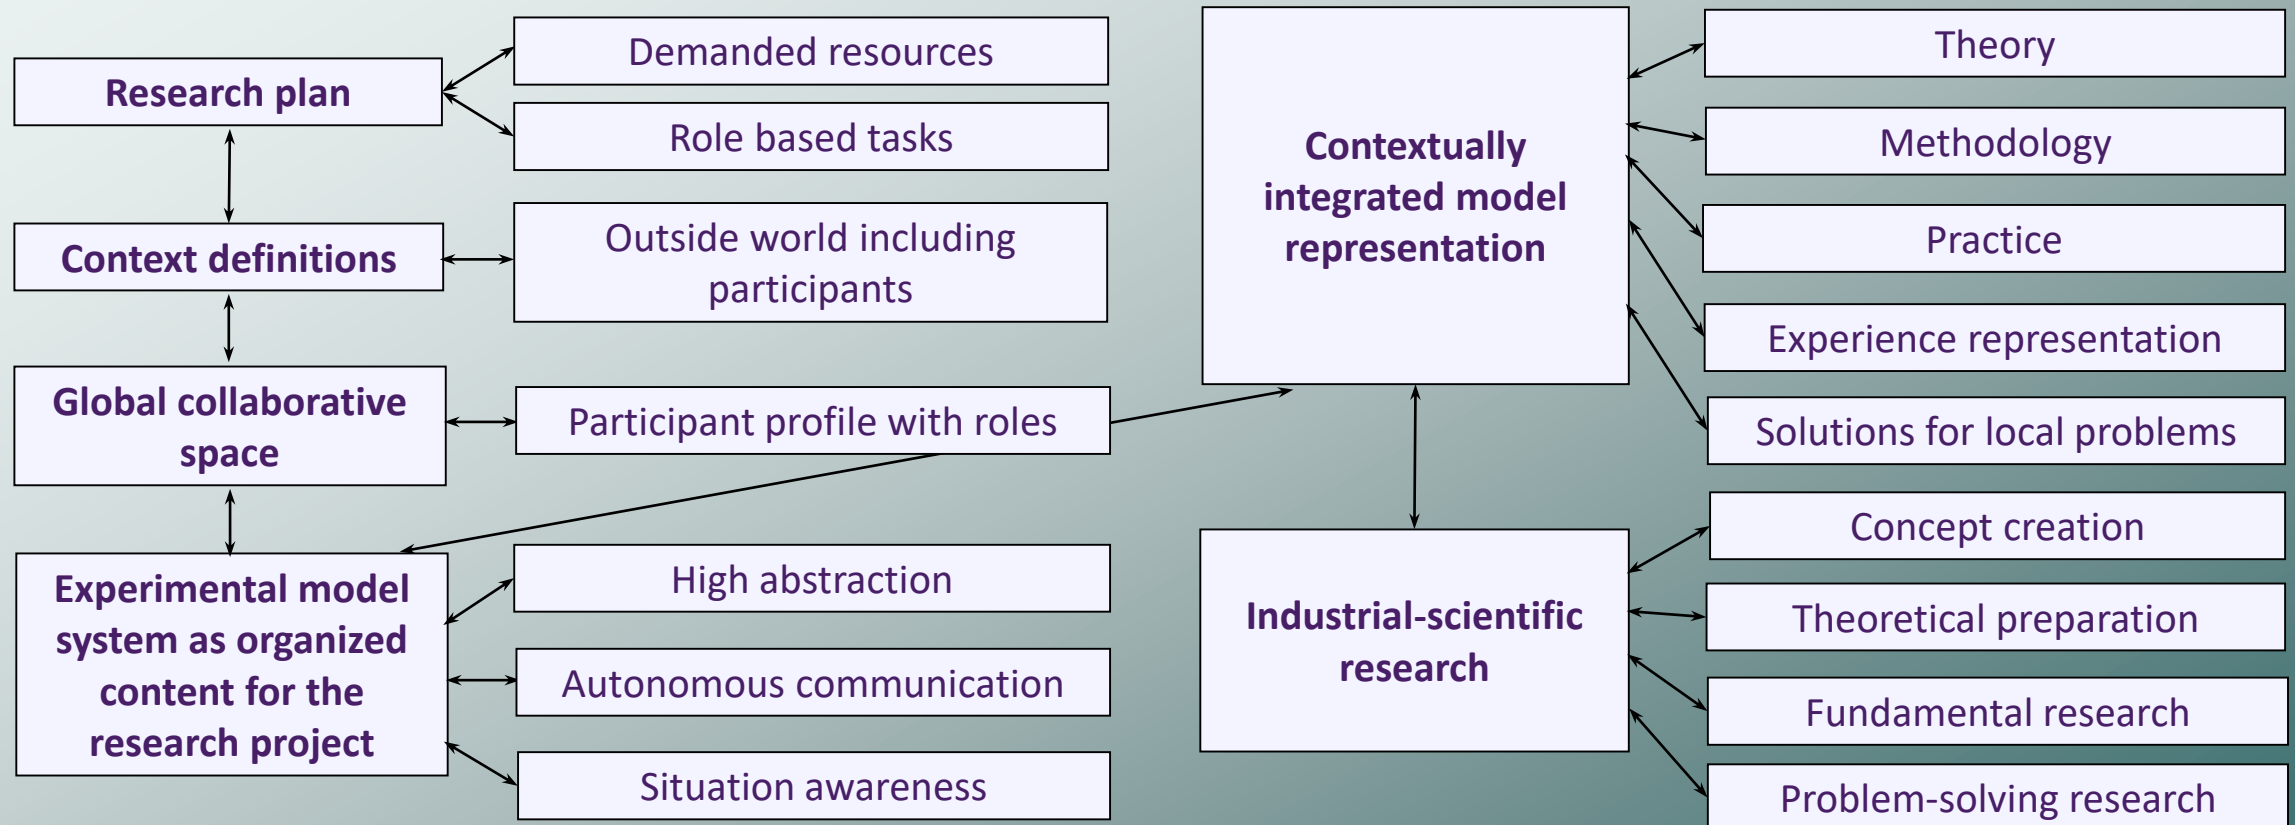 Research plan
Demanded resources
Role based tasks
Context definitions
Outside world including
participants
Global collaborative
space
Participant profile with roles
Experimental model
system as organized
content for the
research project
High abstraction
Autonomous communication
Situation awareness
Contextually
integrated model
representation
Theory
Methodology
Practice
Experience representation
Solutions for local problems
Industrial-scientific
research
Concept creation
Theoretical preparation
Fundamental research
Problem-solving research